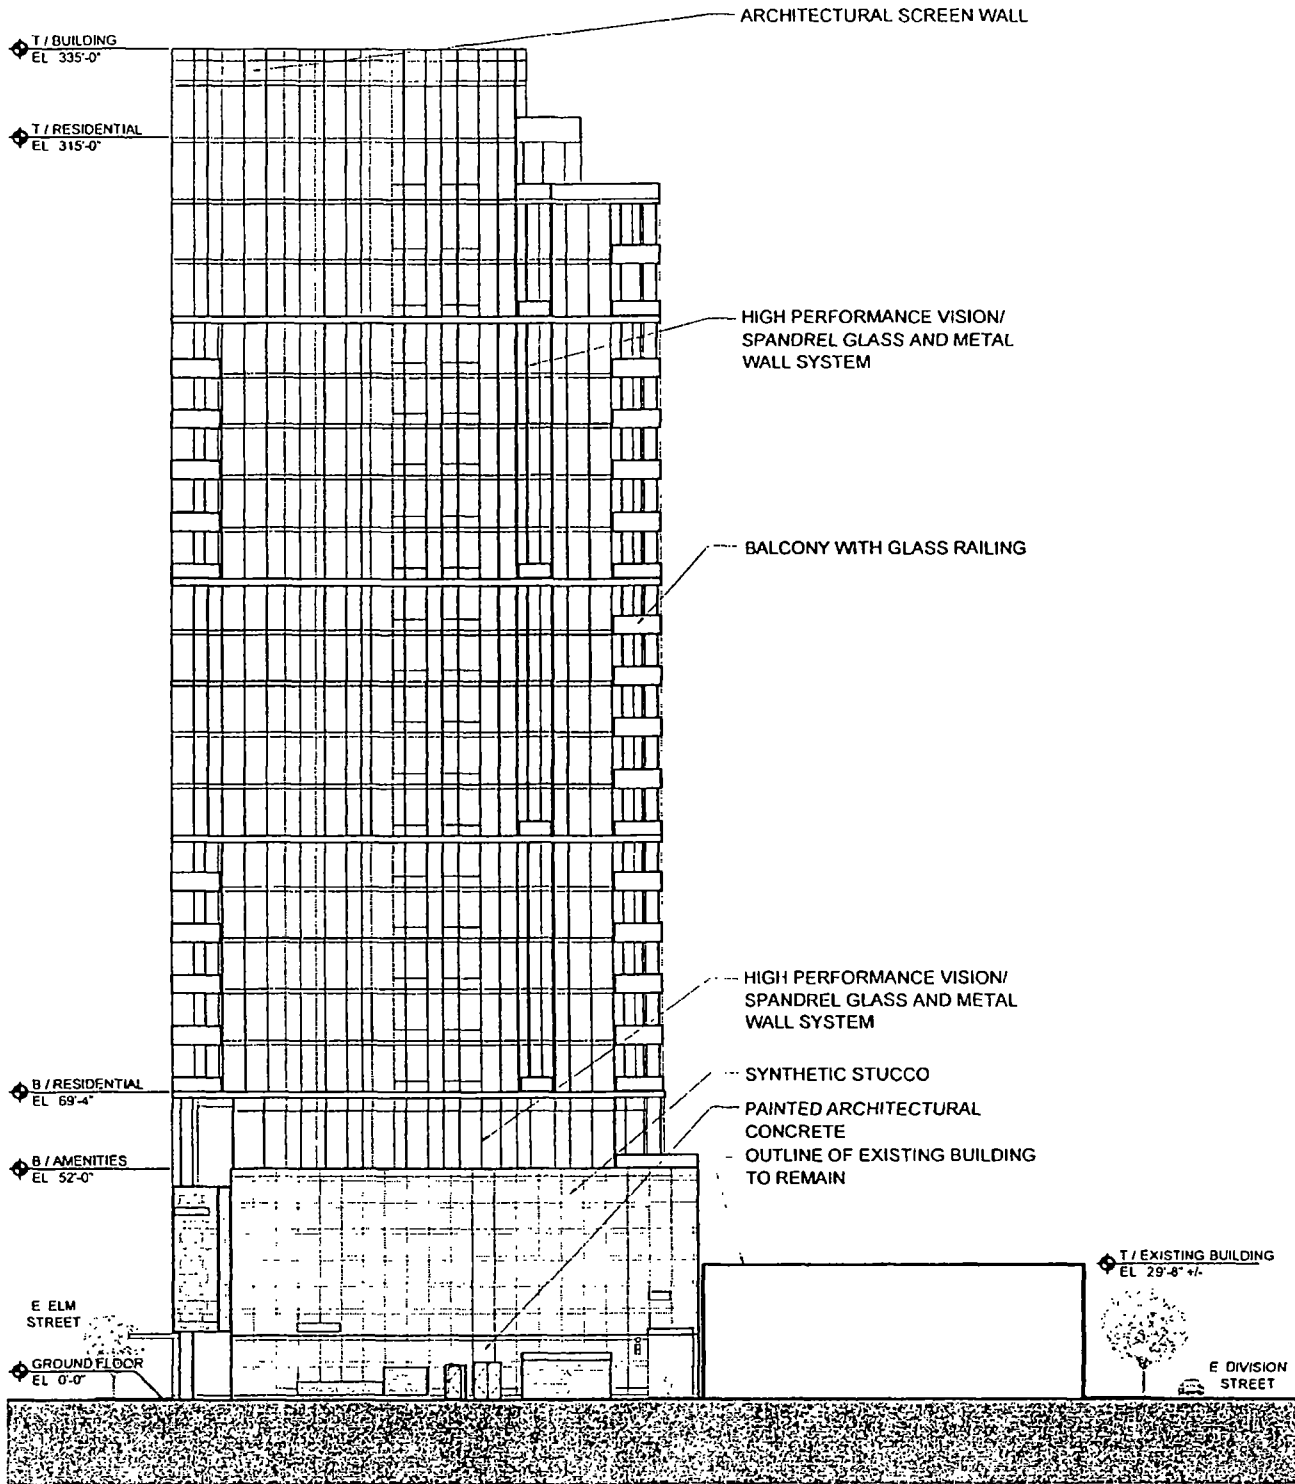 ARCHITECTURAL SCREEN WALL
T / BUILDING
EL 335'-0"
T / RESIDENTIAL
EL 315'-0"
HIGH PERFORMANCE VISION/
SPANDREL GLASS AND METAL
WALL SYSTEM
BALCONY WITH GLASS RAILING
HIGH PERFORMANCE VISION/
SPANDREL GLASS AND METAL
WALL SYSTEM
SYNTHETIC STUCCO
B / RESIDENTIAL
EL 69'-4"
PAINTED ARCHITECTURAL
CONCRETE
OUTLINE OF EXISTING BUILDING
TO REMAIN
B / AMENITIES
EL 52'-0"
T / EXISTING BUILDING
EL 29'-8" +/-
E ELM
STREET
GROUND FLOOR
EL 0'-0"
E DIVISION
STREET